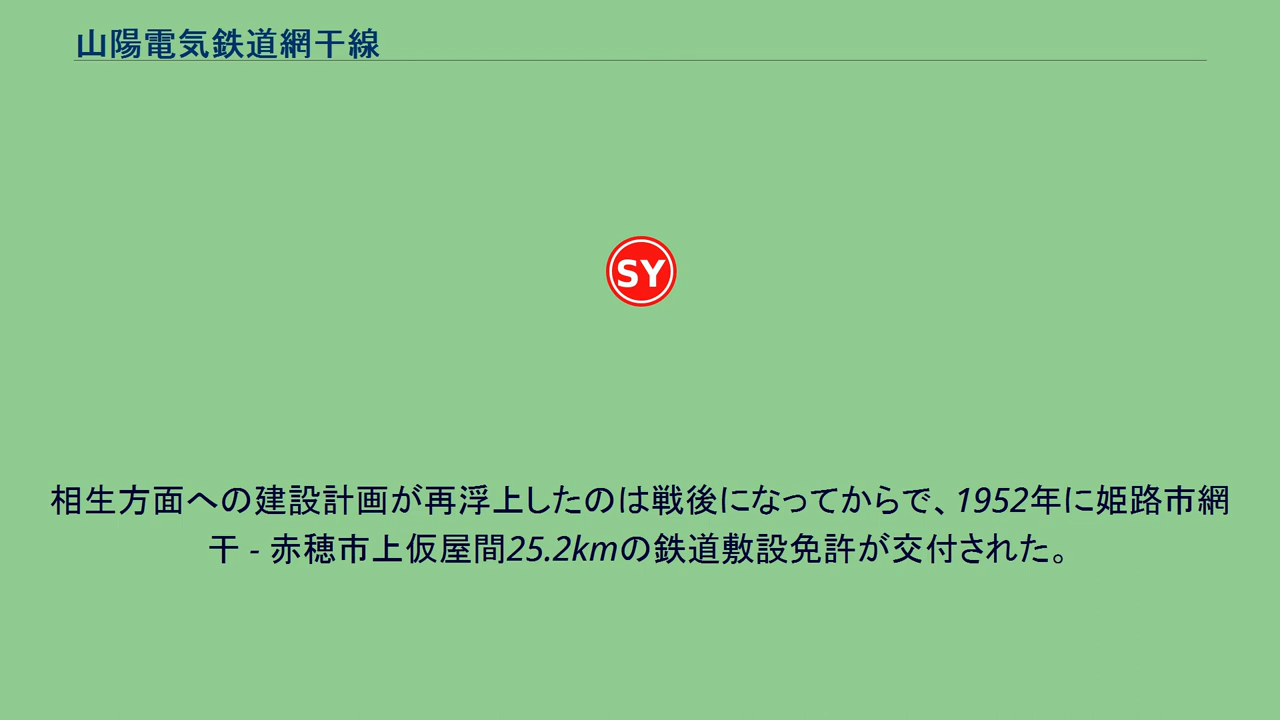 山陽電気鉄道網干線
SY
相生方面への建設計画が再浮上したのは戦後になってからで、1952年に姫路市網
干 - 赤穂市上仮屋間25.2kmの鉄道敷設免許が交付された。